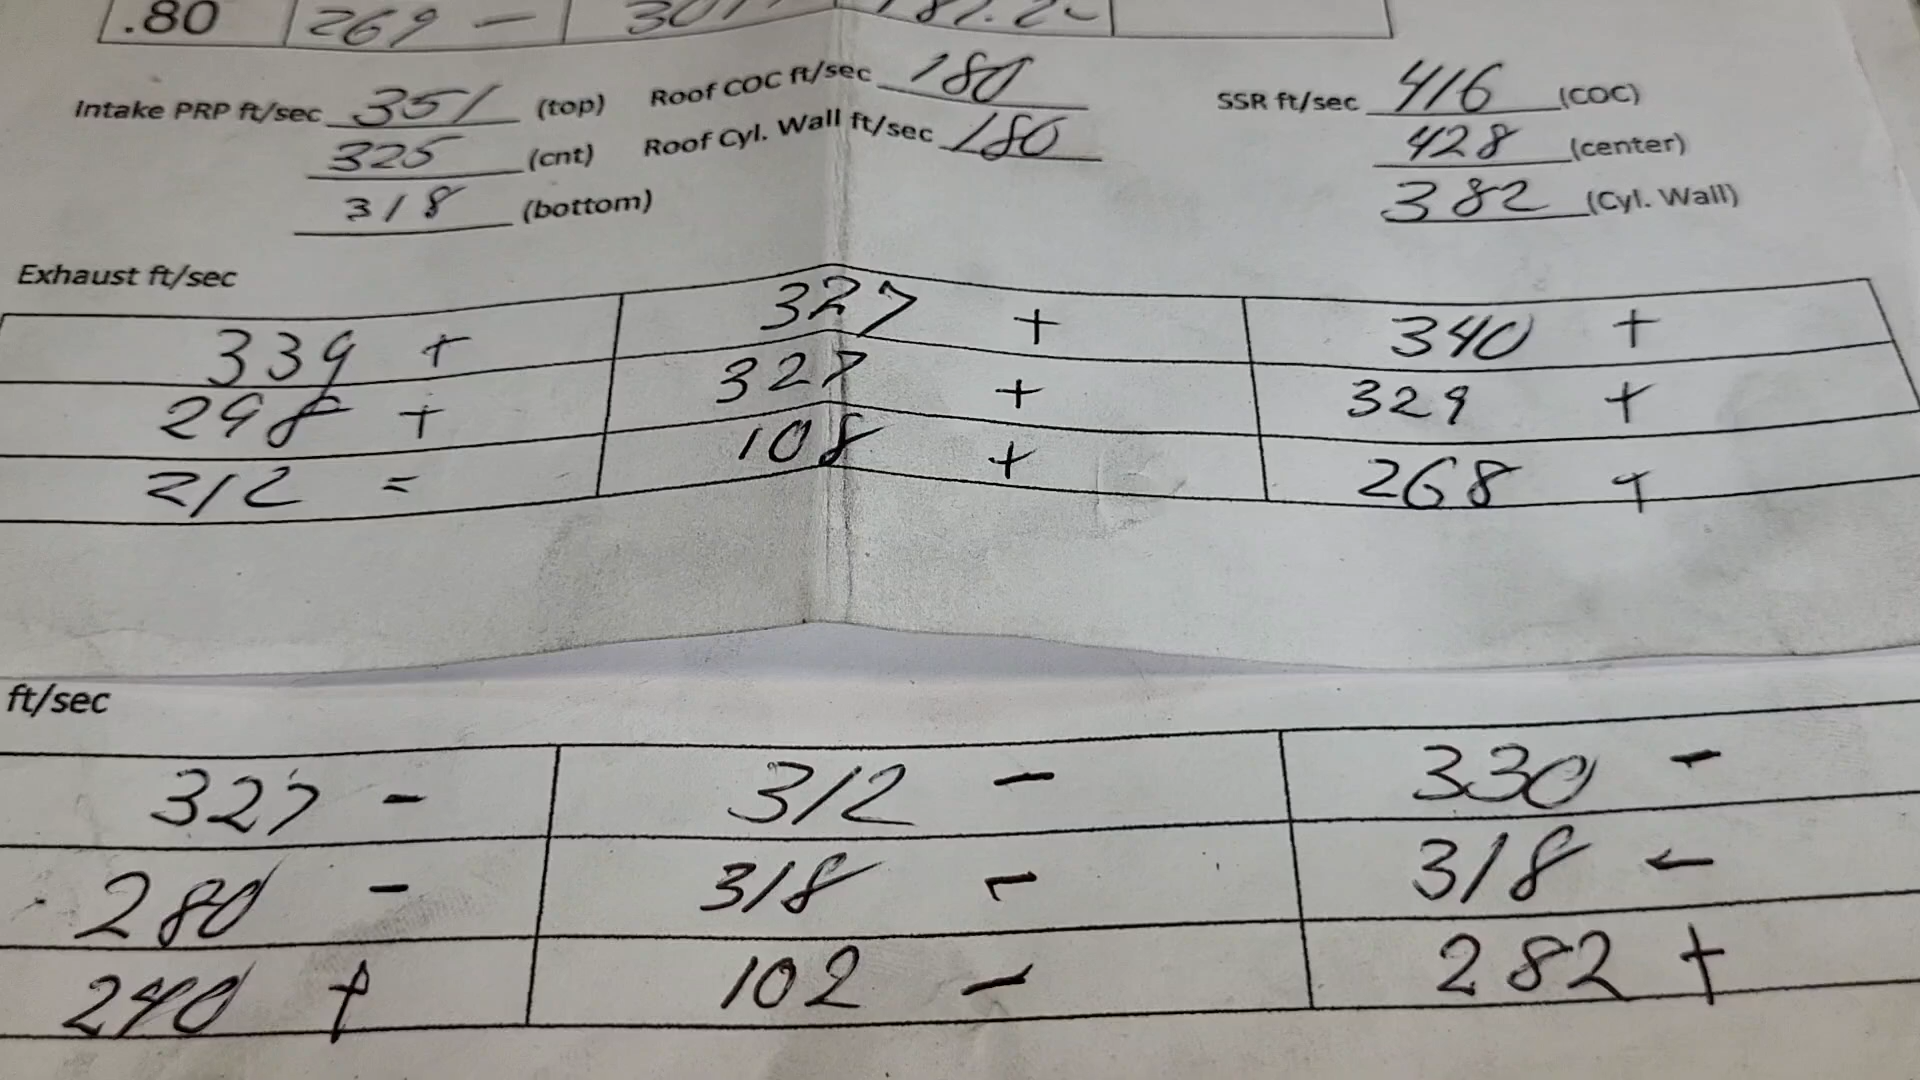 .80 269 -
Intake PRP ft/sec 351 (top) Roof COC ft/sec 180 SSR ft/sec 416 (COC)
325 (cnt) Roof Cyl. Wall ft/sec 180 428 (center)
318 (bottom) 382 (Cyl. Wall)
Exhaust ft/sec
339 + 327 + 340 +
298 + 327 + 329 +
212 = 108 + 268 +
ft/sec
327 - 312 - 330 -
280 - 318 - 318 -
240 + 102 - 282 +